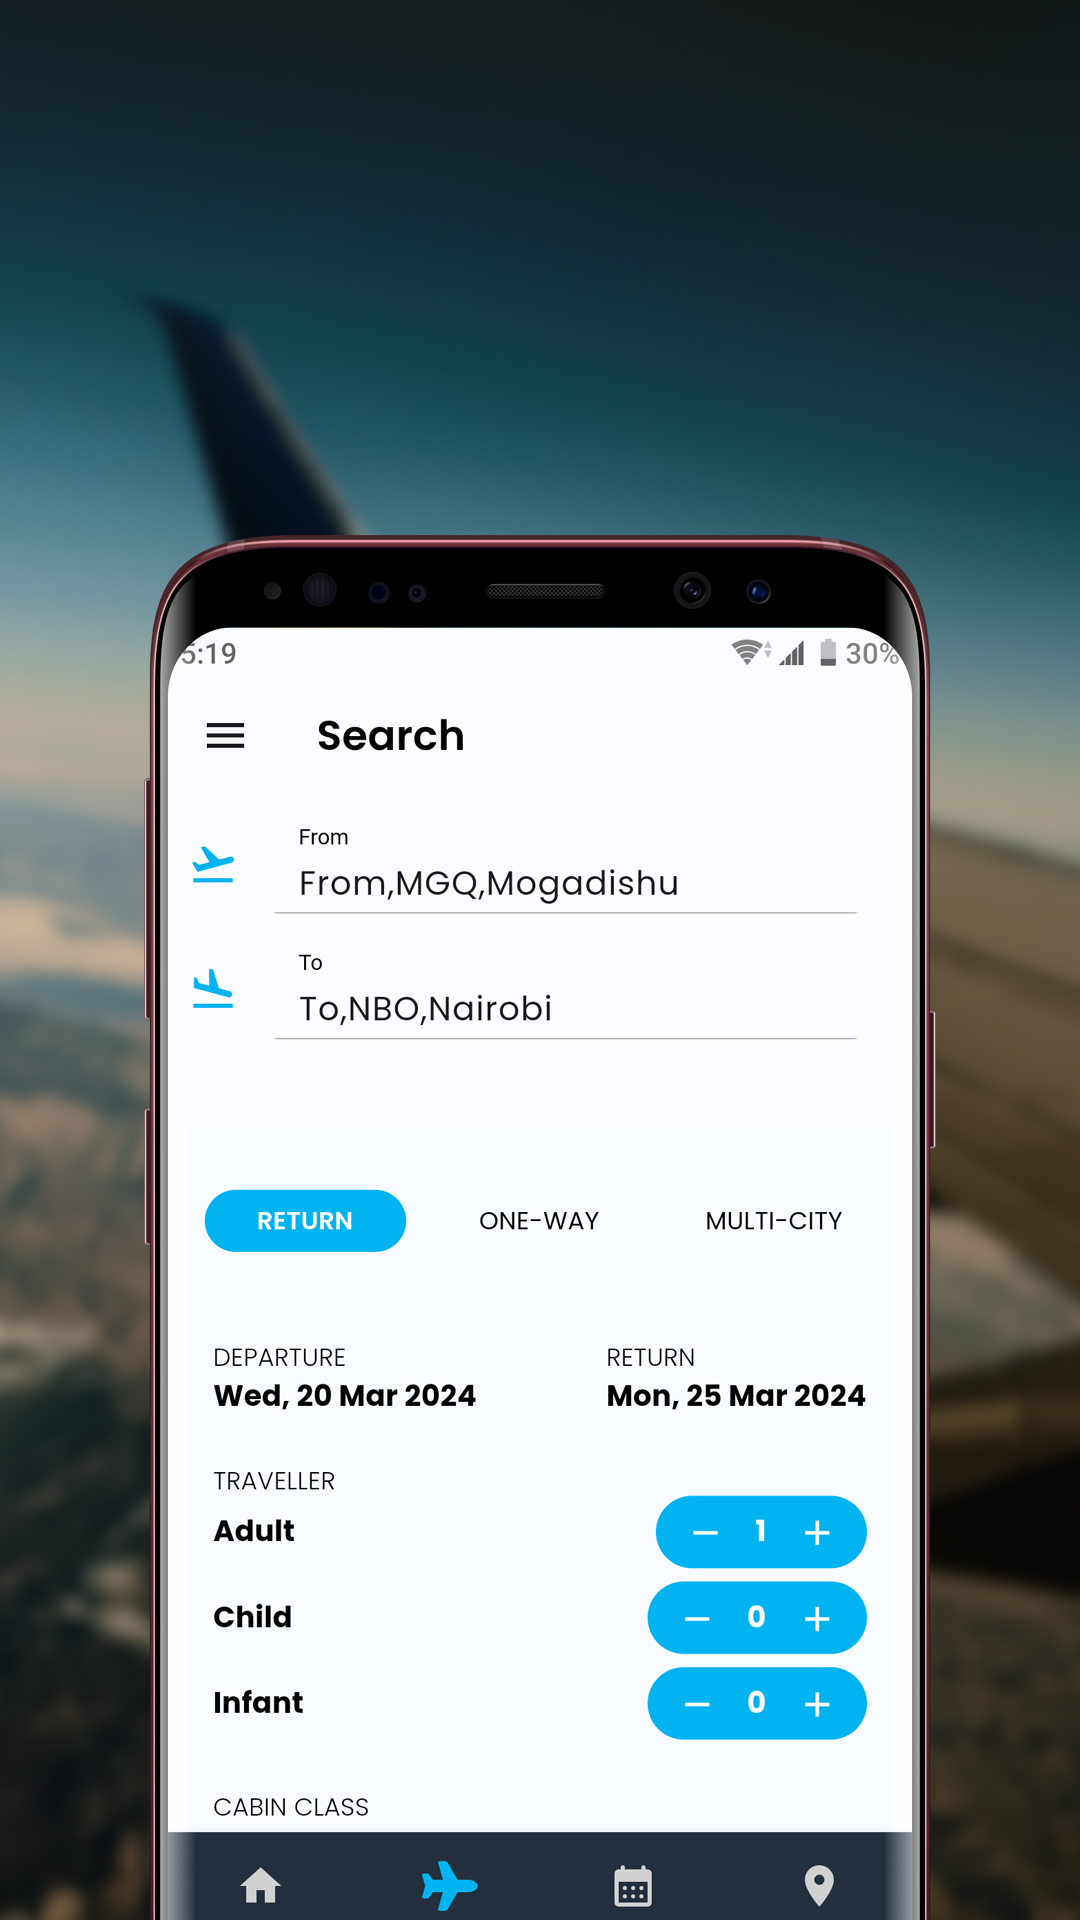 5:19 30%
Search
From
From,MGQ,Mogadishu
To
To,NBO,Nairobi
RETURN ONE-WAY MULTI-CITY
DEPARTURE RETURN
Wed, 20 Mar 2024 Mon, 25 Mar 2024
TRAVELLER
Adult 1
Child 0
Infant 0
CABIN CLASS